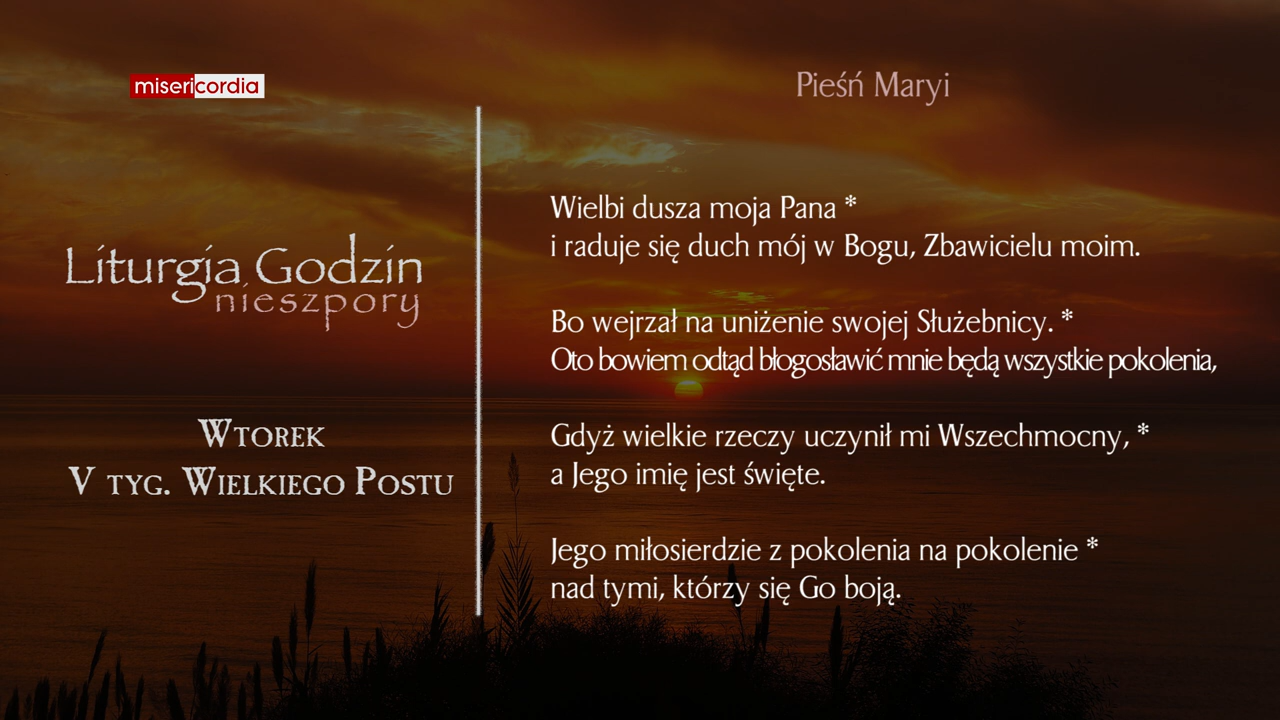 misericordia
Liturgia Godzin
nieszpory
Wtorek
V tyg. Wielkiego Postu
Pieśń Maryi
Wielbi dusza moja Pana *
i raduje się duch mój w Bogu, Zbawicielu moim.
Bo wejrzał na uniżenie swojej Służebnicy. *
Oto bowiem odtąd błogosławić mnie będą wszystkie pokolenia,
Gdyż wielkie rzeczy uczynił mi Wszechmocny, *
a Jego imię jest święte.
Jego miłosierdzie z pokolenia na pokolenie *
nad tymi, którzy się Go boją.